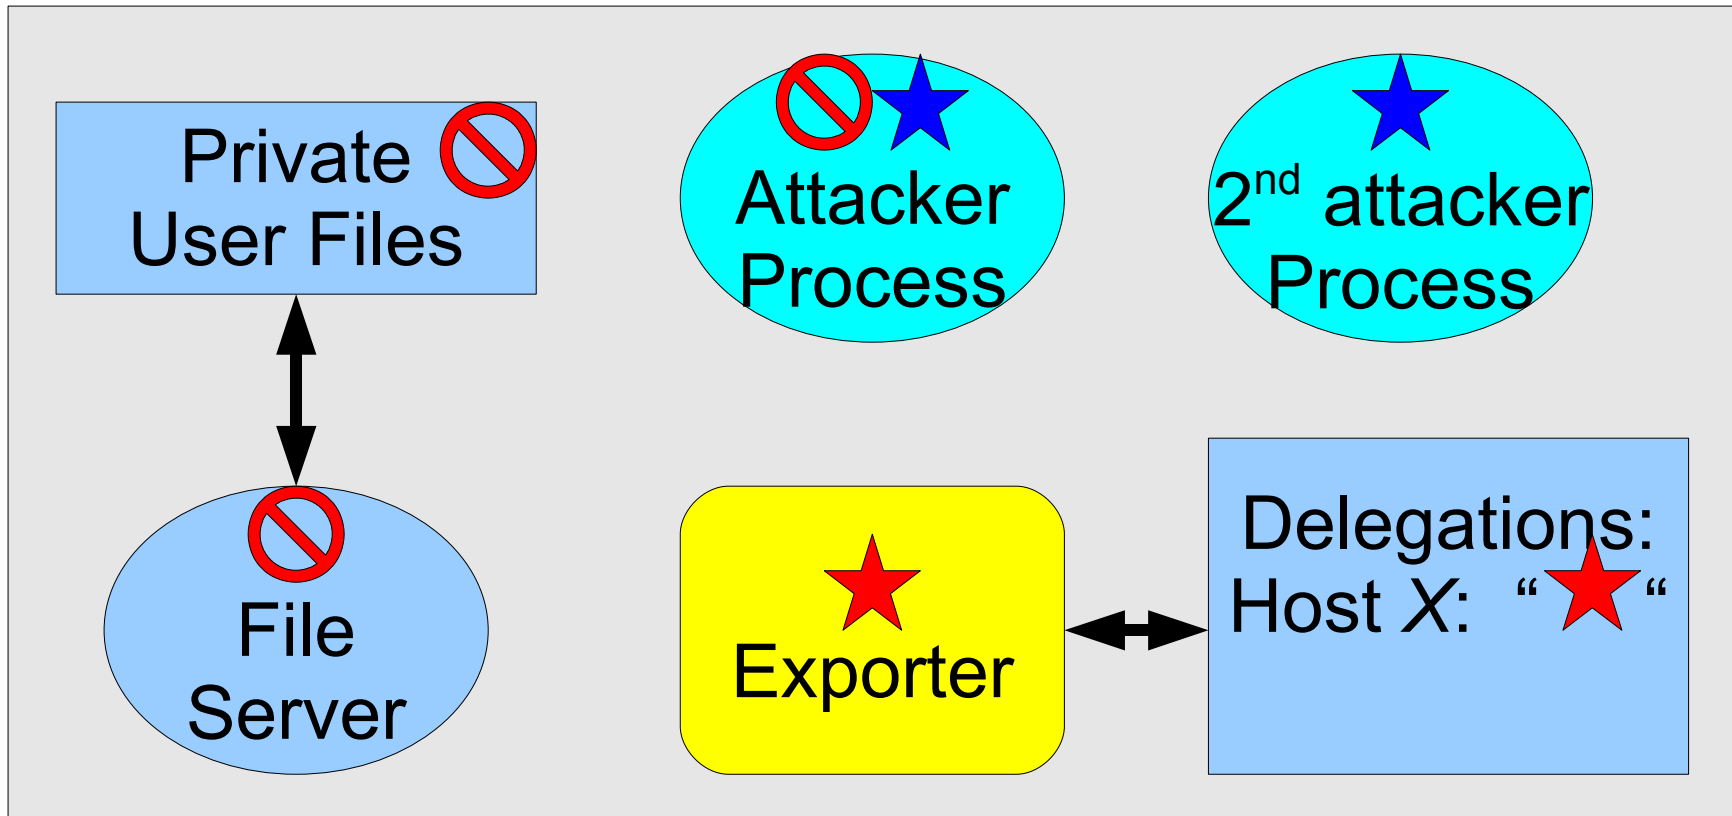 Private
User Files
Attacker
Process
2nd attacker
Process
File
Server
Exporter
Delegations:
Host X: “ “